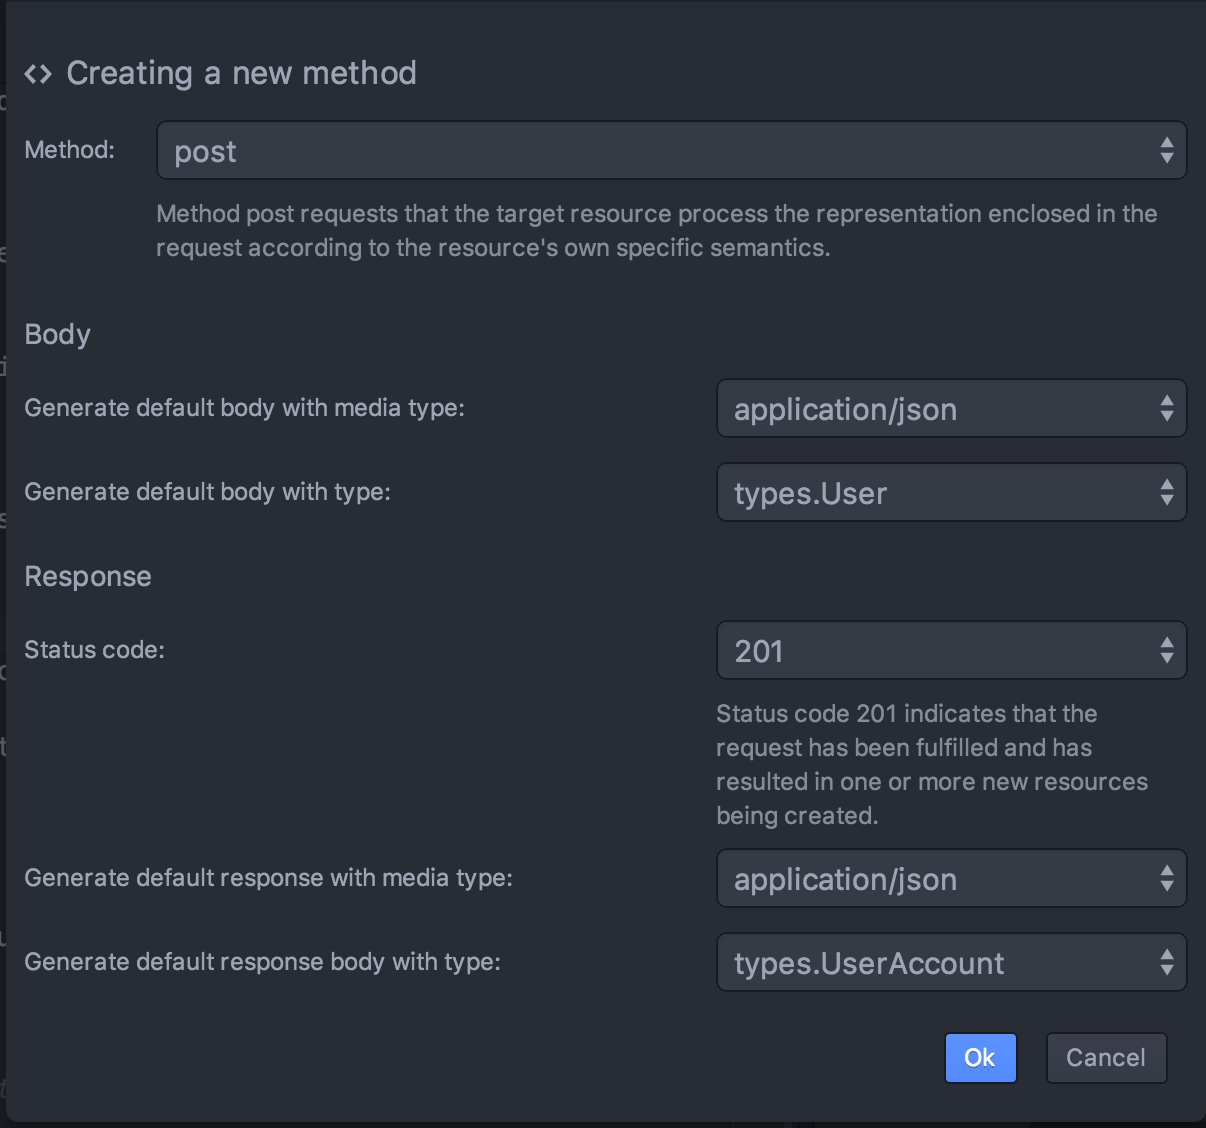 Creating a new method
Method:
post
Method post requests that the target resource process the representation enclosed in the
request according to the resource's own specific semantics.
Body
Generate default body with media type:
application/json
Generate default body with type:
types.User
Response
Status code:
201
Status code 201 indicates that the
request has been fulfilled and has
resulted in one or more new resources
being created.
Generate default response with media type:
application/json
Generate default response body with type:
types.UserAccount
Ok
Cancel